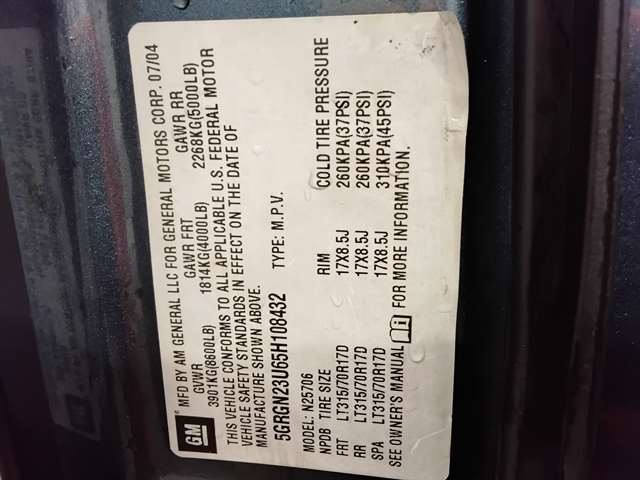 GM
MFD BY AM GENERAL LLC FOR GENERAL MOTORS CORP. 07/04
GVWR GAWR FRT GAWR RR
3901KG(8600LB) 1814KG(4000LB) 2268KG(5000LB)
THIS VEHICLE CONFORMS TO ALL APPLICABLE U.S. FEDERAL MOTOR
VEHICLE SAFETY STANDARDS IN EFFECT ON THE DATE OF
MANUFACTURE SHOWN ABOVE.
5GRGN23U65H108432 TYPE: M.P.V.
MODEL: N25706
NPDB TIRE SIZE RIM COLD TIRE PRESSURE
FRT LT315/70R17D 17X8.5J 260KPA(37PSI)
RR LT315/70R17D 17X8.5J 260KPA(37PSI)
SPA LT315/70R17D 17X8.5J 310KPA(45PSI)
SEE OWNER'S MANUAL FOR MORE INFORMATION.